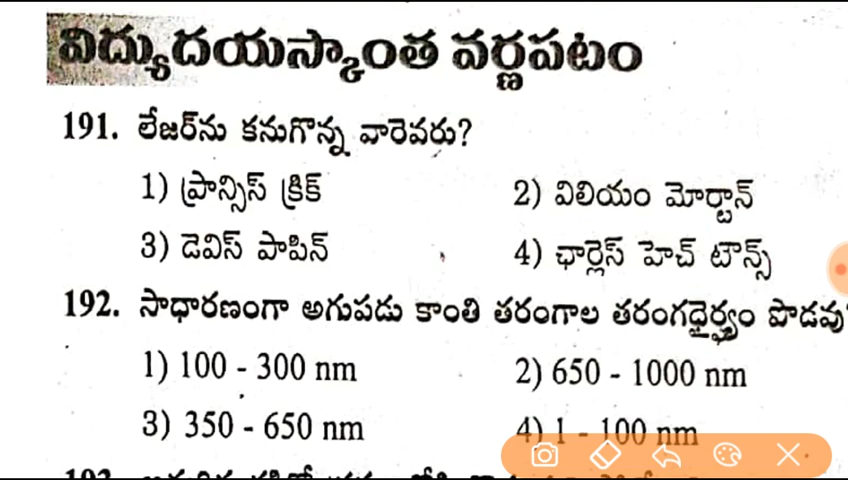 విద్యుదయస్కాంత వర్ణపటం
191. లేజర్‌ను కనుగొన్న వారెవరు?
1) ఫ్రాన్సిస్ క్రిక్ 2) విలియం మోర్టాన్
3) డెవిస్ పాపిన్ 4) ఛార్లెస్ హెచ్ టౌన్స్
192. సాధారణంగా అగుపడు కాంతి తరంగాల తరంగధైర్ఘ్యం పొడవు
1) 100 - 300 nm 2) 650 - 1000 nm
3) 350 - 650 nm 4) 1 - 100 nm